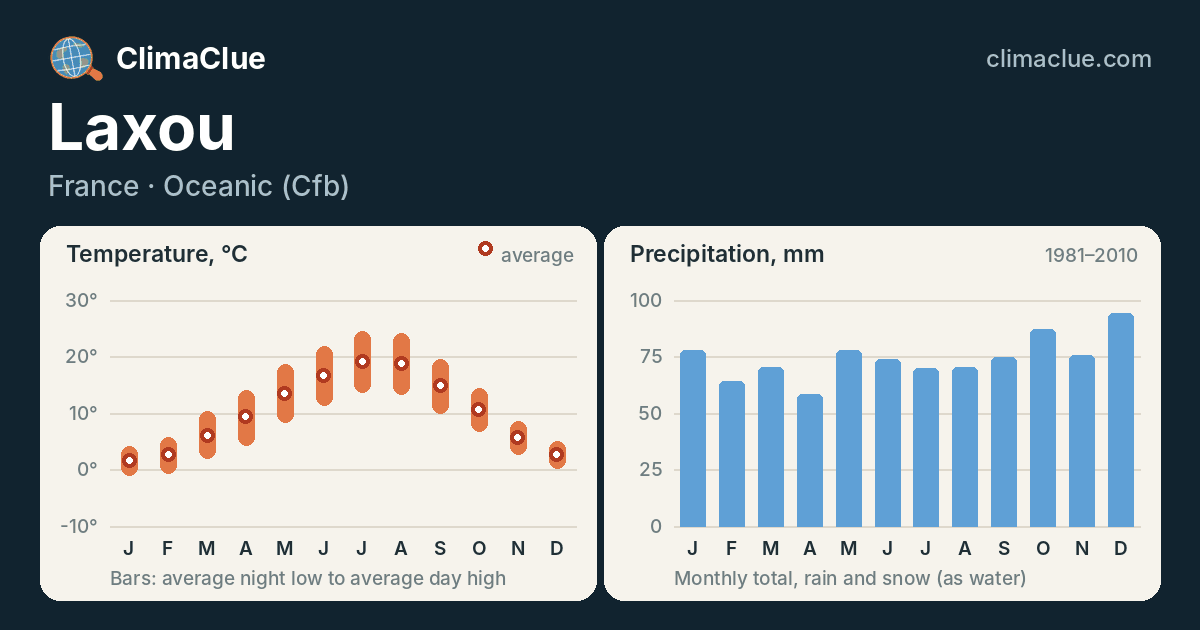 ClimaClue
climaclue.com
Laxou
France · Oceanic (Cfb)
Temperature, °C
average
30°
20°
10°
0°
-10°
J F M A M J J A S O N D
Bars: average night low to average day high
Precipitation, mm
1981–2010
100
75
50
25
0
J F M A M J J A S O N D
Monthly total, rain and snow (as water)